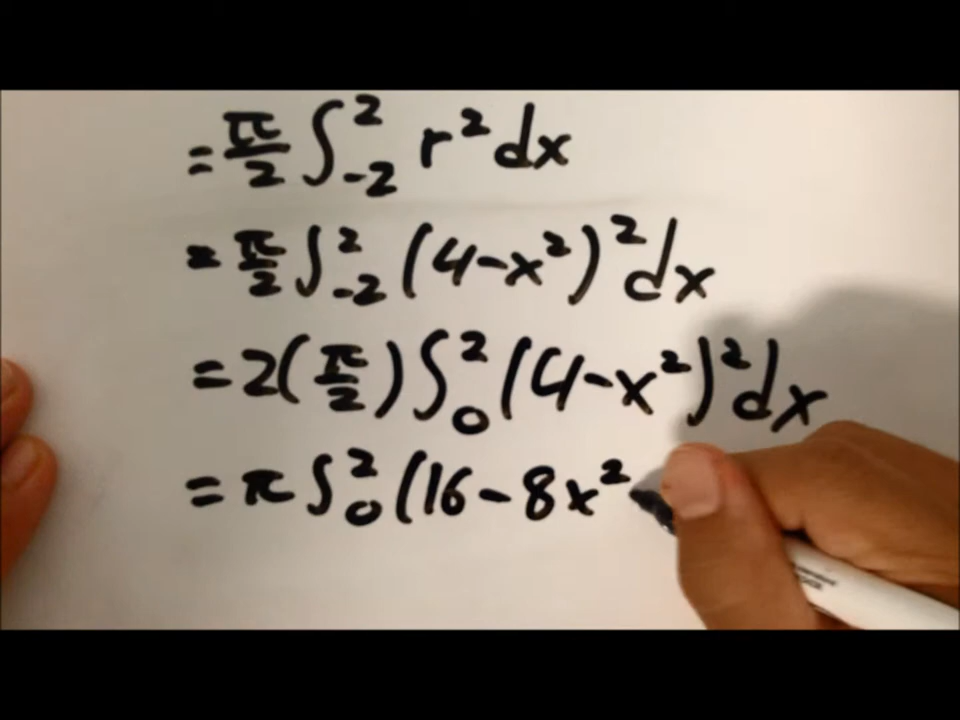 = π/2 ∫₋₂² r² dx
= π/2 ∫₋₂² (4-x²)² dx
= 2(π/2) ∫₀² (4-x²)² dx
= π ∫₀² (16 - 8x²